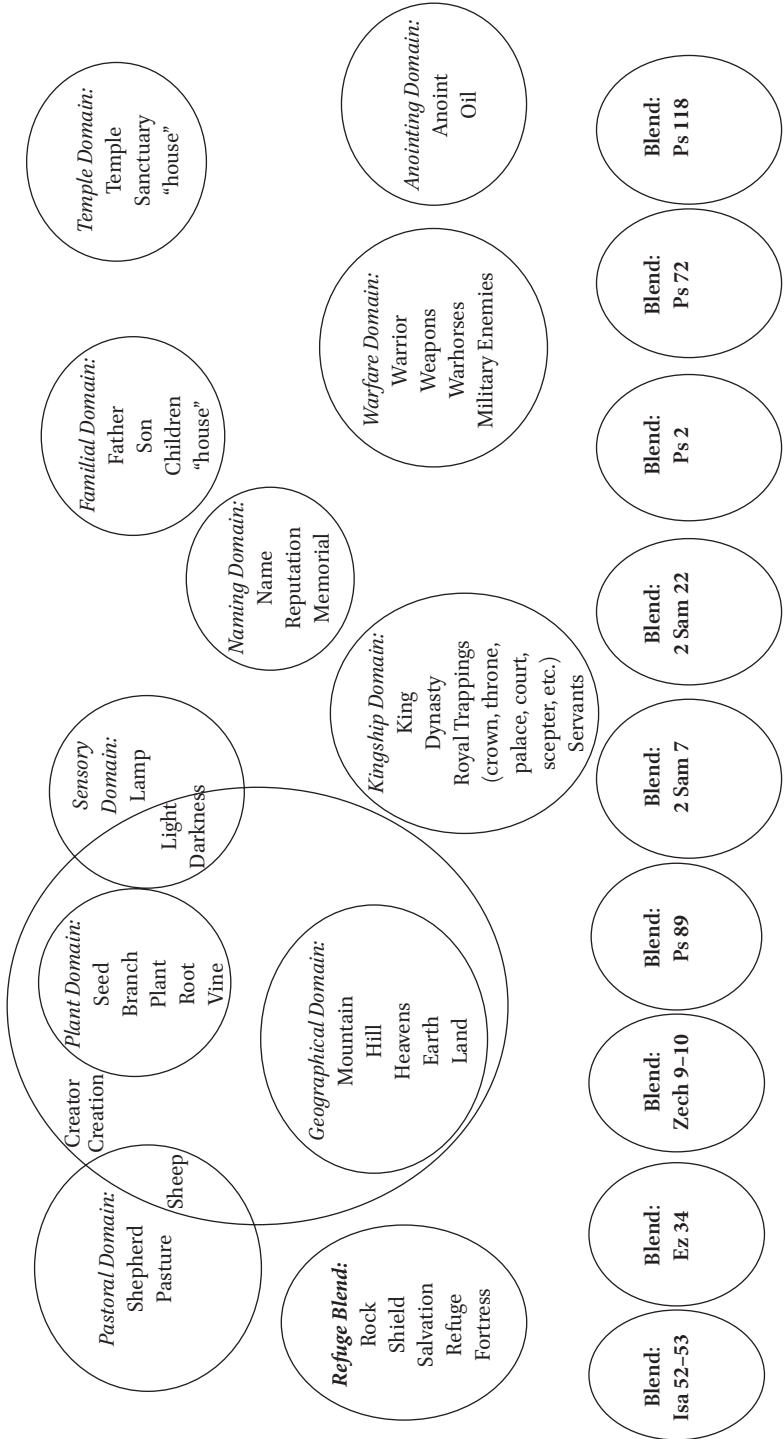 Pastoral Domain:
Shepherd
Pasture
Sheep
Creator
Creation
Plant Domain:
Seed
Branch
Plant
Root
Vine
Sensory
Domain:
Lamp
Light
Darkness
Familial Domain:
Father
Son
Children
“house”
Temple Domain:
Temple
Sanctuary
“house”
Naming Domain:
Name
Reputation
Memorial
Refuge Blend:
Rock
Shield
Salvation
Refuge
Fortress
Geographical Domain:
Mountain
Hill
Heavens
Earth
Land
Kingship Domain:
King
Dynasty
Royal Trappings
(crown, throne,
palace, court,
scepter, etc.)
Servants
Warfare Domain:
Warrior
Weapons
Warhorses
Military Enemies
Anointing Domain:
Anoint
Oil
Blend:
Isa 52–53
Blend:
Ez 34
Blend:
Zech 9–10
Blend:
Ps 89
Blend:
2 Sam 7
Blend:
2 Sam 22
Blend:
Ps 2
Blend:
Ps 72
Blend:
Ps 118